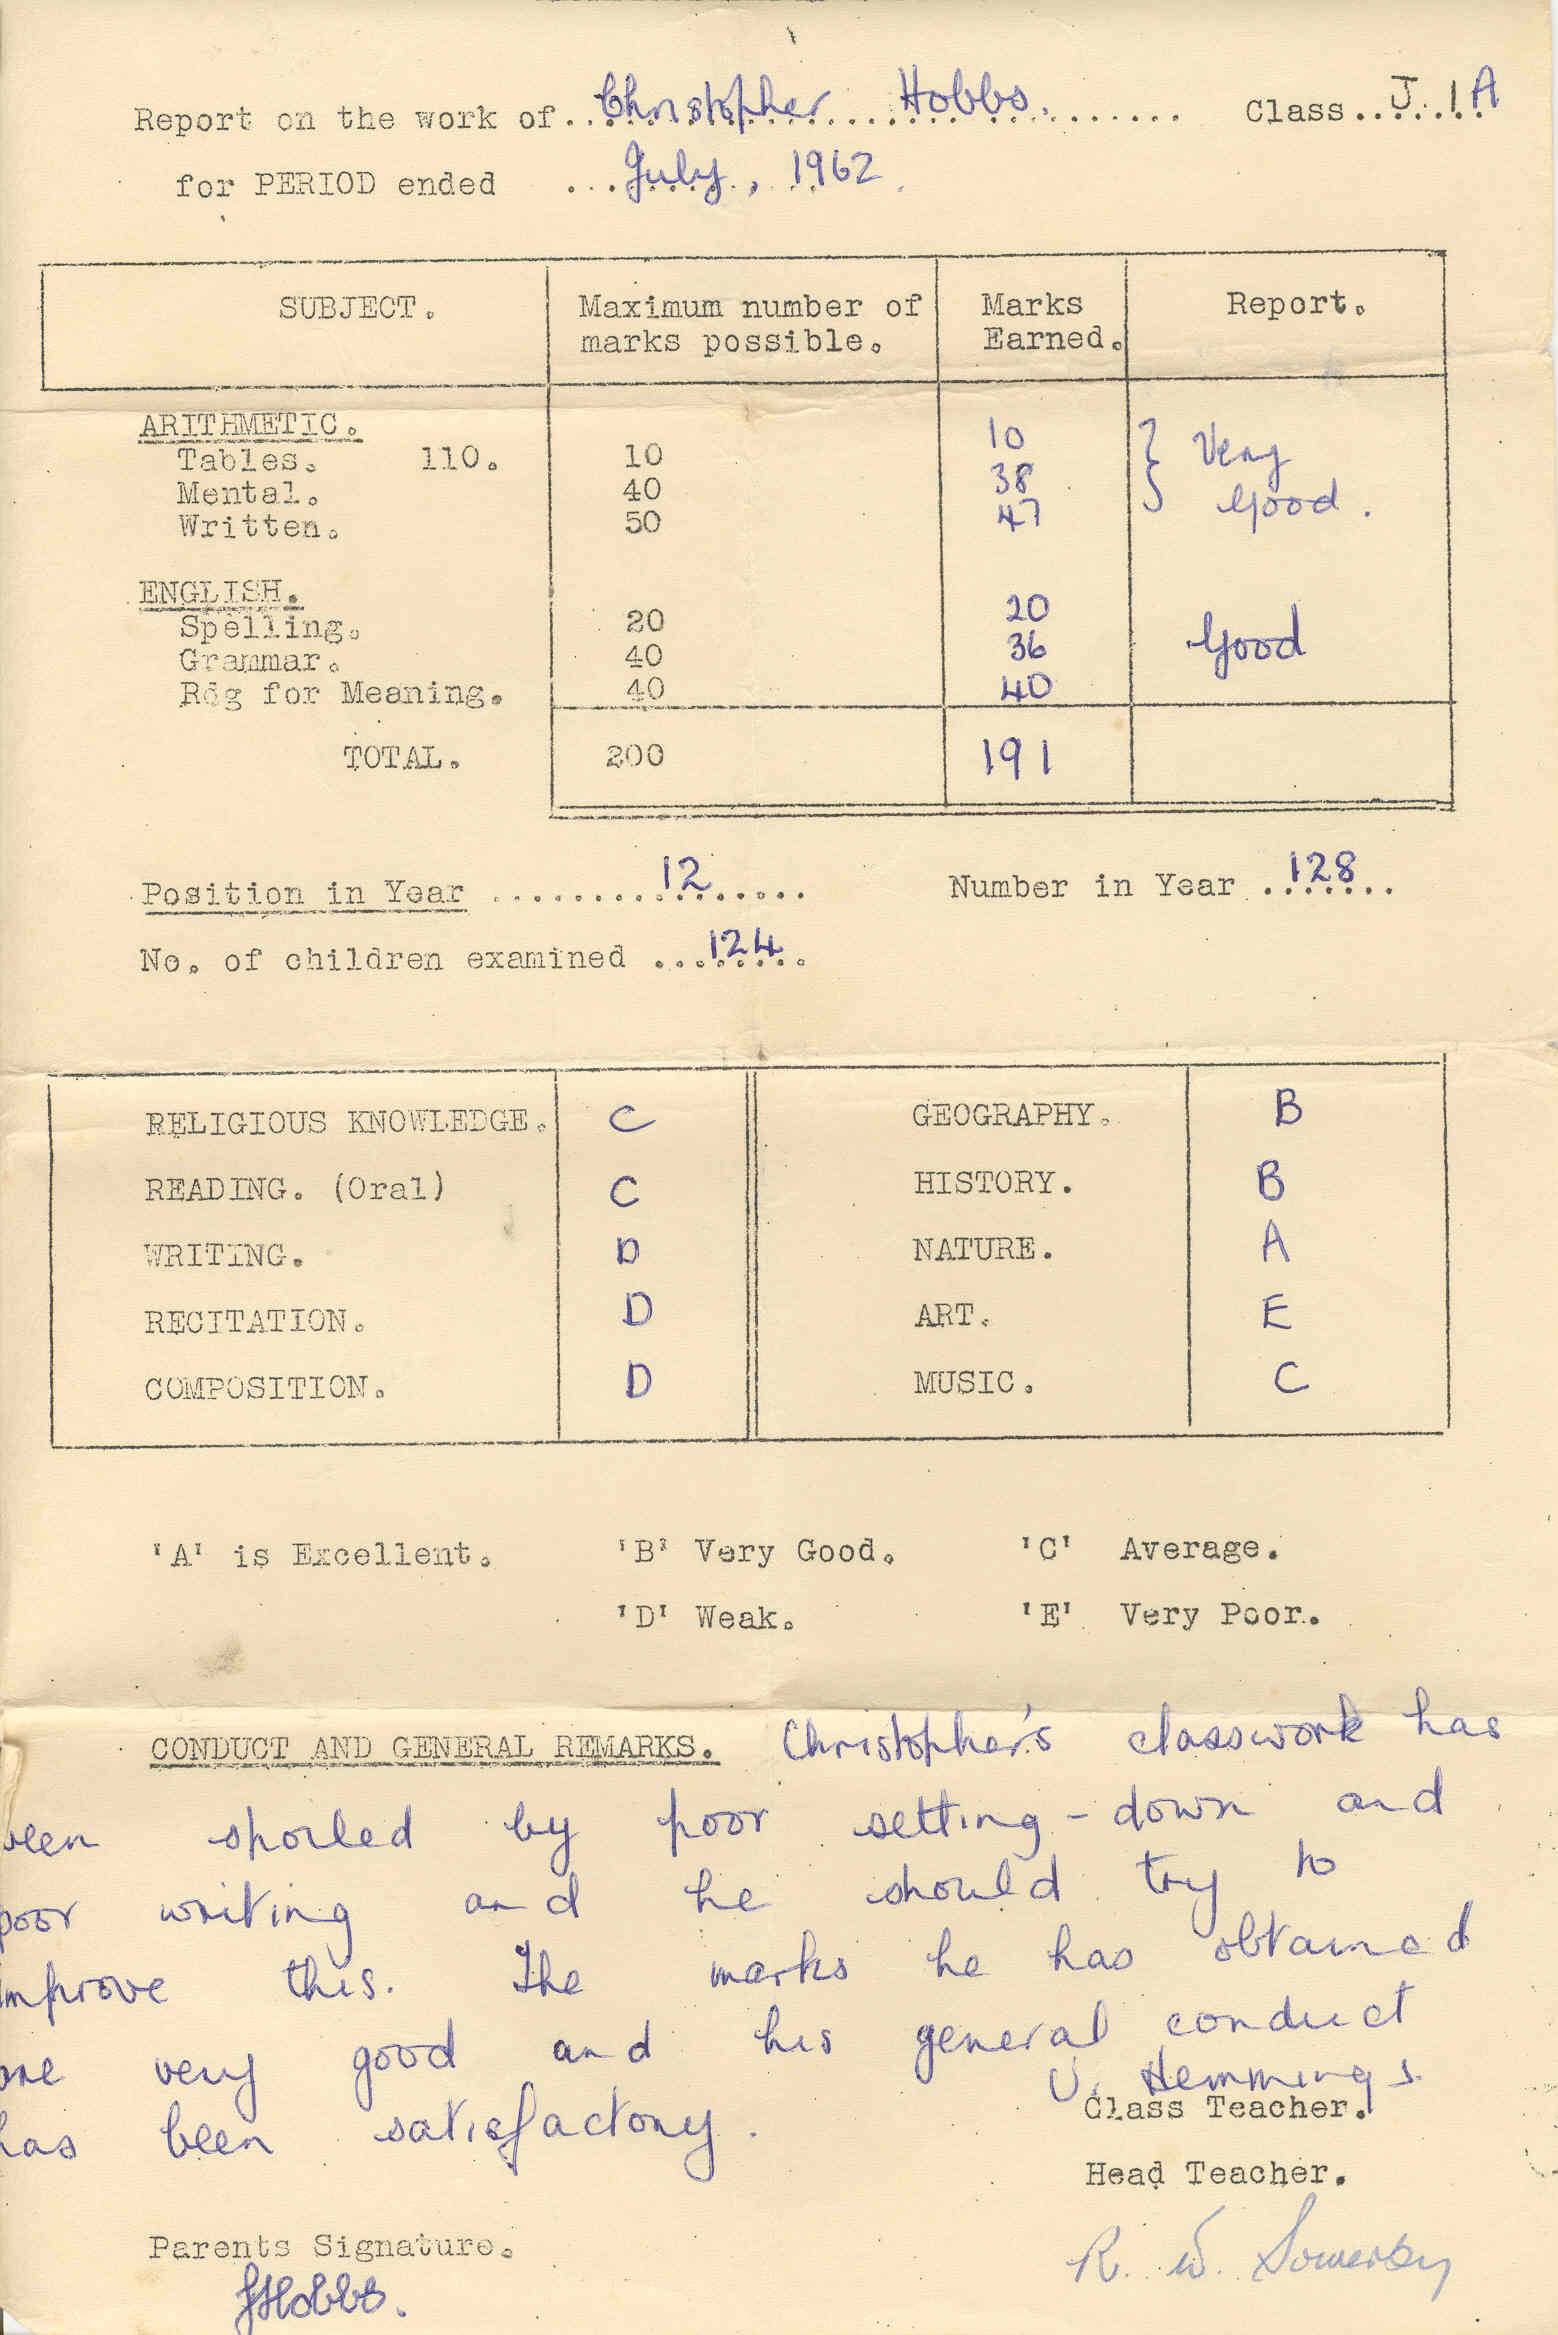 Report on the work of Christopher Hobbs. Class J.1A
for PERIOD ended July, 1962.
SUBJECT. Maximum number of marks possible. Marks Earned. Report.
ARITHMETIC.
Tables. 110. 10 10 } Very
Mental. 40 38
Written. 50 47 Good.
ENGLISH.
Spelling. 20 20
Grammar. 40 36 Good
Rdg for Meaning. 40 40
TOTAL. 200 191
Position in Year 12 Number in Year 128
No. of children examined 124
RELIGIOUS KNOWLEDGE. C GEOGRAPHY. B
READING. (Oral) C HISTORY. B
WRITING. D NATURE. A
RECITATION. D ART. E
COMPOSITION. D MUSIC. C
'A' is Excellent. 'B' Very Good. 'C' Average.
'D' Weak. 'E' Very Poor.
CONDUCT AND GENERAL REMARKS. Christopher's classwork has
been spoiled by poor setting-down and
poor writing and he should try to
improve this. The marks he has obtained
are very good and his general conduct
has been satisfactory. Hemmings.
Class Teacher.
Head Teacher.
R. W. Somerby
Parents Signature.
Hobbs.